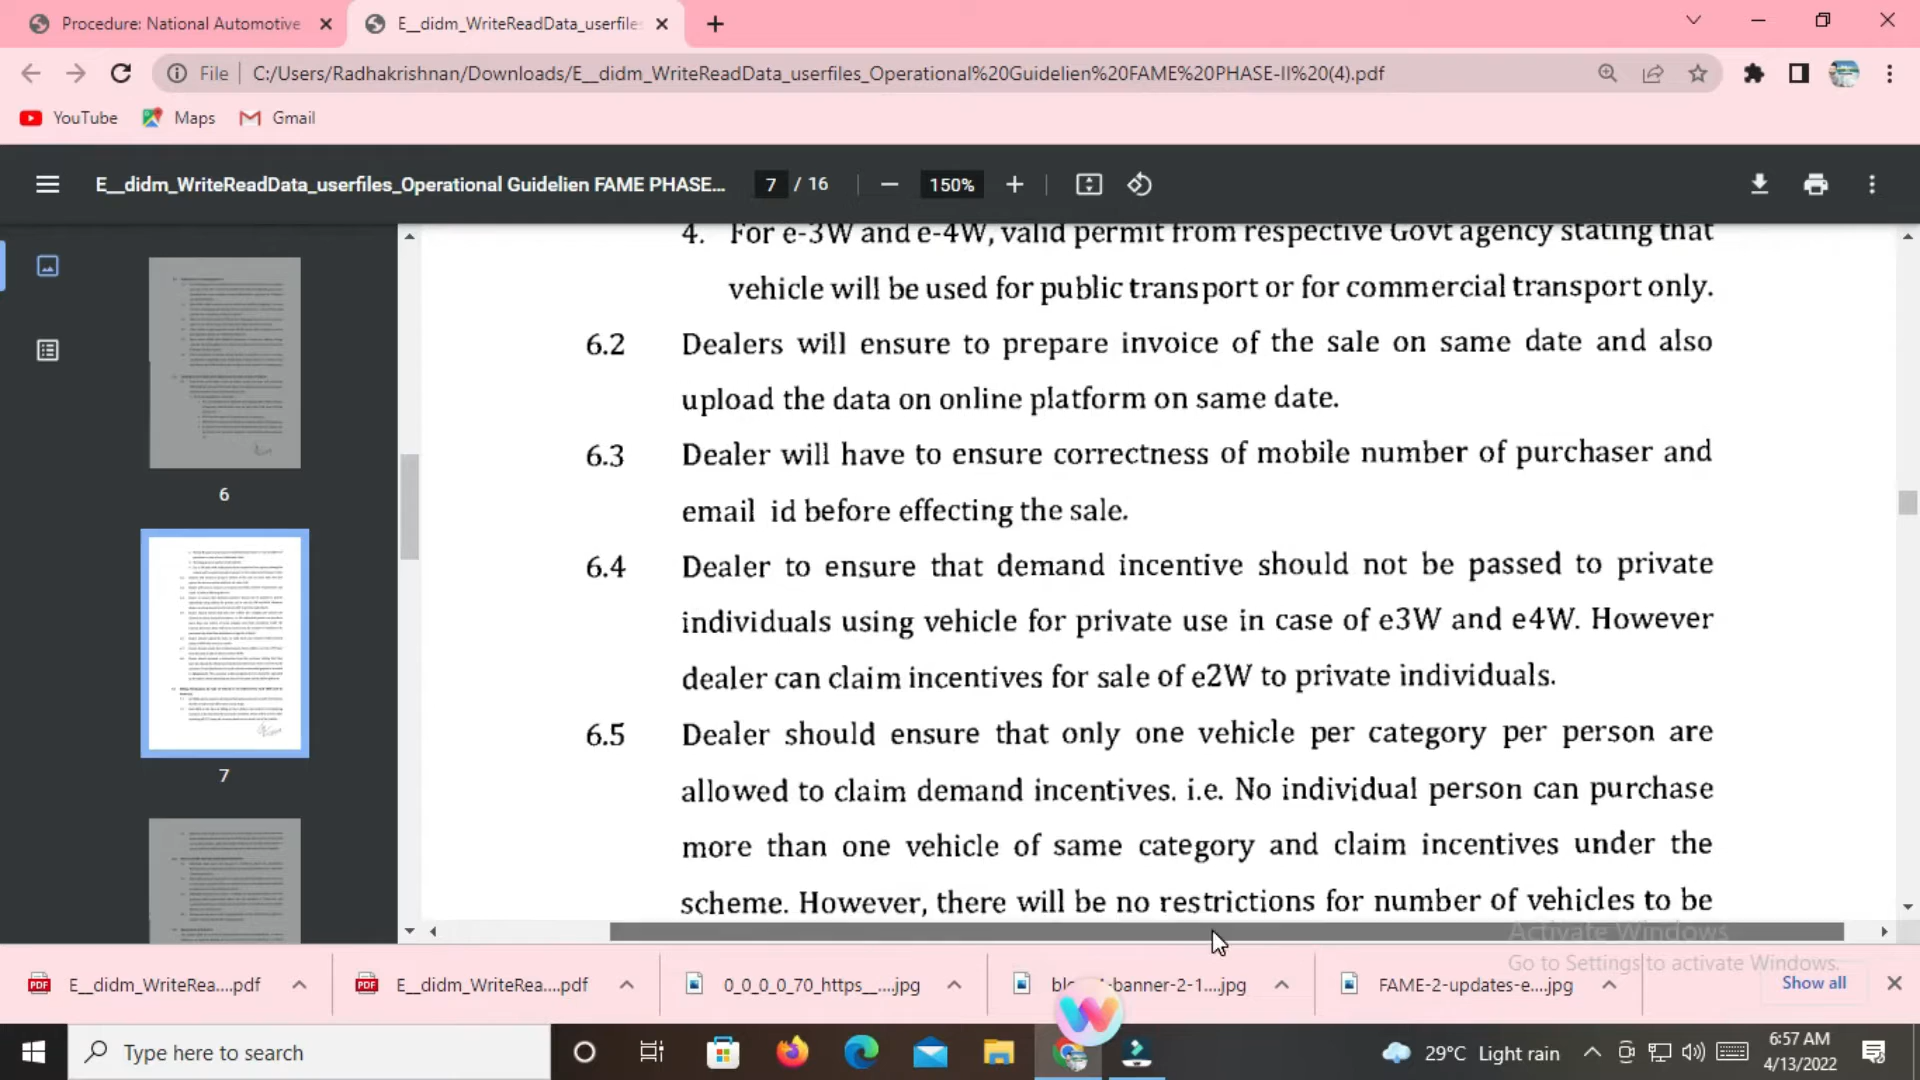 Procedure: National Automotive
E__didm_WriteReadData_userfiles
File
C:/Users/Radhakrishnan/Downloads/E__didm_WriteReadData_userfiles_Operational%20Guidelien%20FAME%20PHASE-II%20(4).pdf
YouTube
Maps
Gmail
E__didm_WriteReadData_userfiles_Operational Guidelien FAME PHASE...
7 / 16
150%
4. For e-3W and e-4W, valid permit from respective Govt agency stating that
vehicle will be used for public transport or for commercial transport only.
6.2 Dealers will ensure to prepare invoice of the sale on same date and also
upload the data on online platform on same date.
6.3 Dealer will have to ensure correctness of mobile number of purchaser and
email id before effecting the sale.
6.4 Dealer to ensure that demand incentive should not be passed to private
individuals using vehicle for private use in case of e3W and e4W. However
dealer can claim incentives for sale of e2W to private individuals.
6.5 Dealer should ensure that only one vehicle per category per person are
allowed to claim demand incentives. i.e. No individual person can purchase
more than one vehicle of same category and claim incentives under the
scheme. However, there will be no restrictions for number of vehicles to be
6
7
Activate Windows
Go to Settings to activate Windows.
E__didm_WriteRea....pdf
E__didm_WriteRea....pdf
0_0_0_0_70_https__....jpg
-banner-2-1....jpg
FAME-2-updates-e....jpg
Show all
Type here to search
29°C Light rain
6:57 AM
4/13/2022